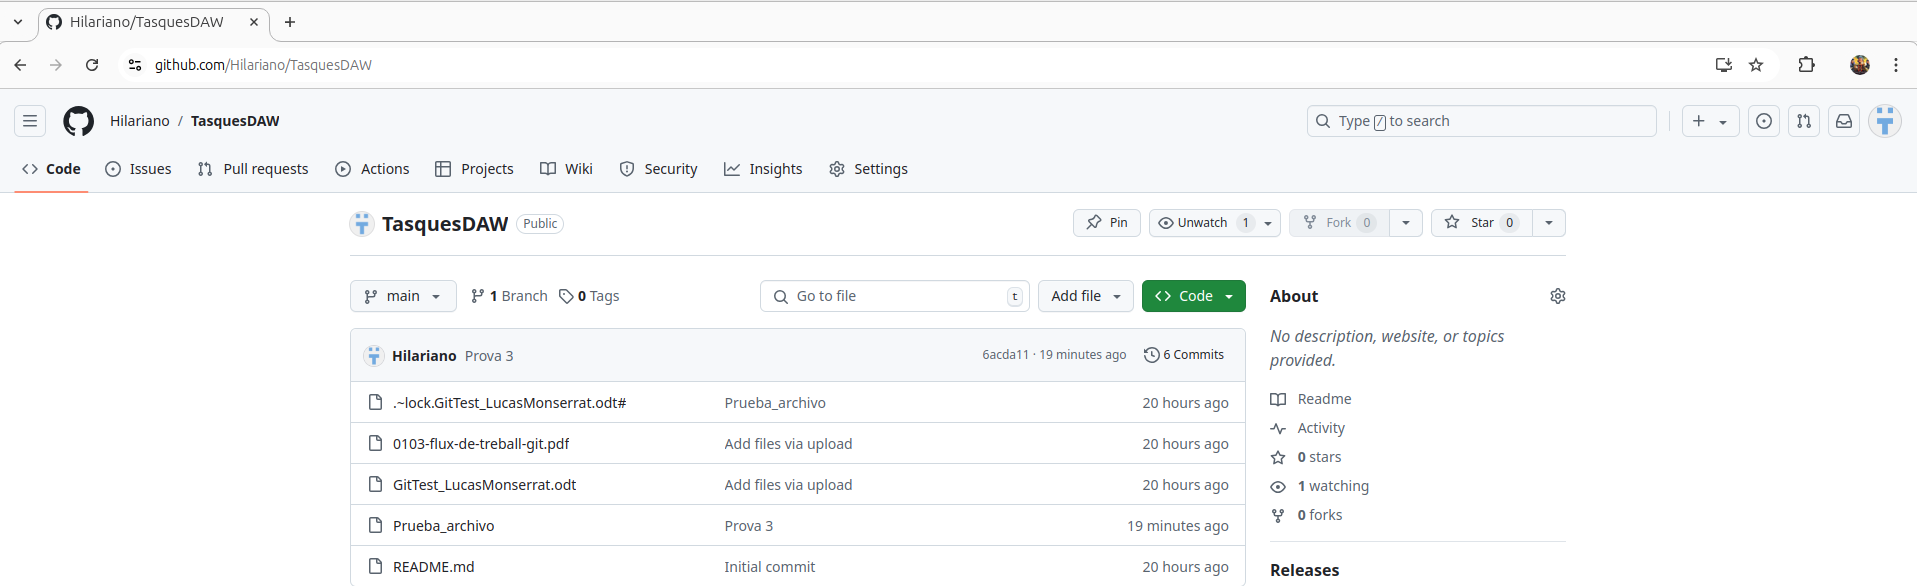 Hilariano/TasquesDAW
github.com/Hilariano/TasquesDAW
Hilariano / TasquesDAW
Type / to search
Code Issues Pull requests Actions Projects Wiki Security Insights Settings
TasquesDAW Public
Pin Unwatch 1 Fork 0 Star 0
main 1 Branch 0 Tags Go to file t Add file Code
About
No description, website, or topics
provided.
Hilariano Prova 3 6acda11 · 19 minutes ago 6 Commits
.~lock.GitTest_LucasMonserrat.odt# Prueba_archivo 20 hours ago
0103-flux-de-treball-git.pdf Add files via upload 20 hours ago
GitTest_LucasMonserrat.odt Add files via upload 20 hours ago
Prueba_archivo Prova 3 19 minutes ago
README.md Initial commit 20 hours ago
Readme
Activity
0 stars
1 watching
0 forks
Releases